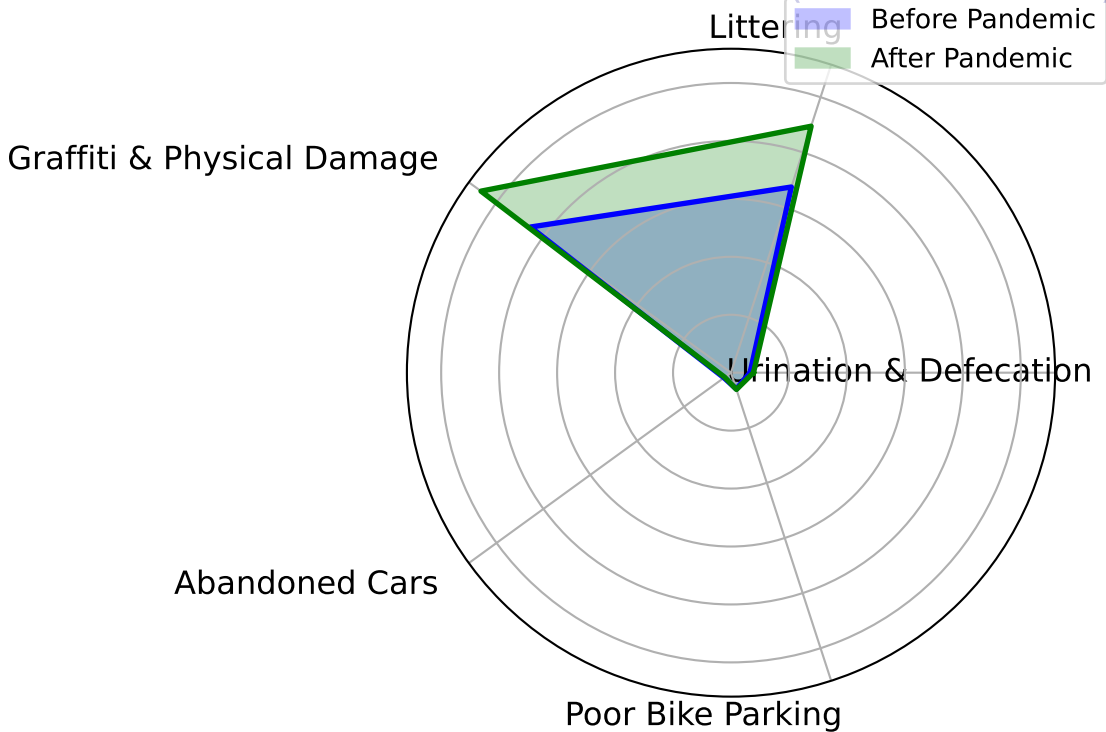 Littering
Before Pandemic
After Pandemic
Graffiti & Physical Damage
Urination & Defecation
Abandoned Cars
Poor Bike Parking